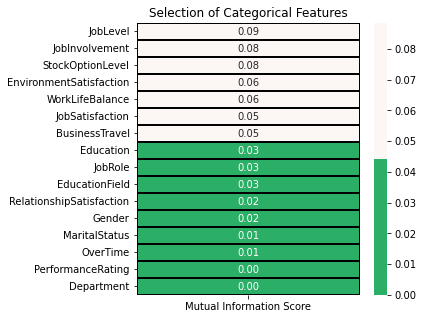 Selection of Categorical Features
JobLevel 0.09
JobInvolvement 0.08
StockOptionLevel 0.08
EnvironmentSatisfaction 0.06
WorkLifeBalance 0.06
JobSatisfaction 0.05
BusinessTravel 0.05
Education 0.03
JobRole 0.03
EducationField 0.03
RelationshipSatisfaction 0.02
Gender 0.02
MaritalStatus 0.01
OverTime 0.01
PerformanceRating 0.00
Department 0.00
Mutual Information Score
0.08
0.07
0.06
0.05
0.04
0.03
0.02
0.01
0.00